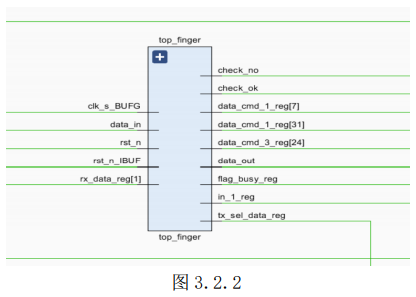 top_finger
check_no
check_ok
clk_s_BUFG
data_cmd_1_reg[7]
data_in
data_cmd_1_reg[31]
rst_n
data_cmd_3_reg[24]
rst_n_IBUF
data_out
rx_data_reg[1]
flag_busy_reg
in_1_reg
tx_sel_data_reg
top_finger
图 3.2.2